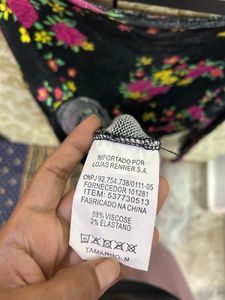 IMPORTADO POR
LOJAS RENNER S.A.
CNPJ 92.754.738/0111-05
FORNECEDOR 101281
ITEM: 537730513
FABRICADO NA CHINA
98% VISCOSE
2% ELASTANO
TAMANHO: M